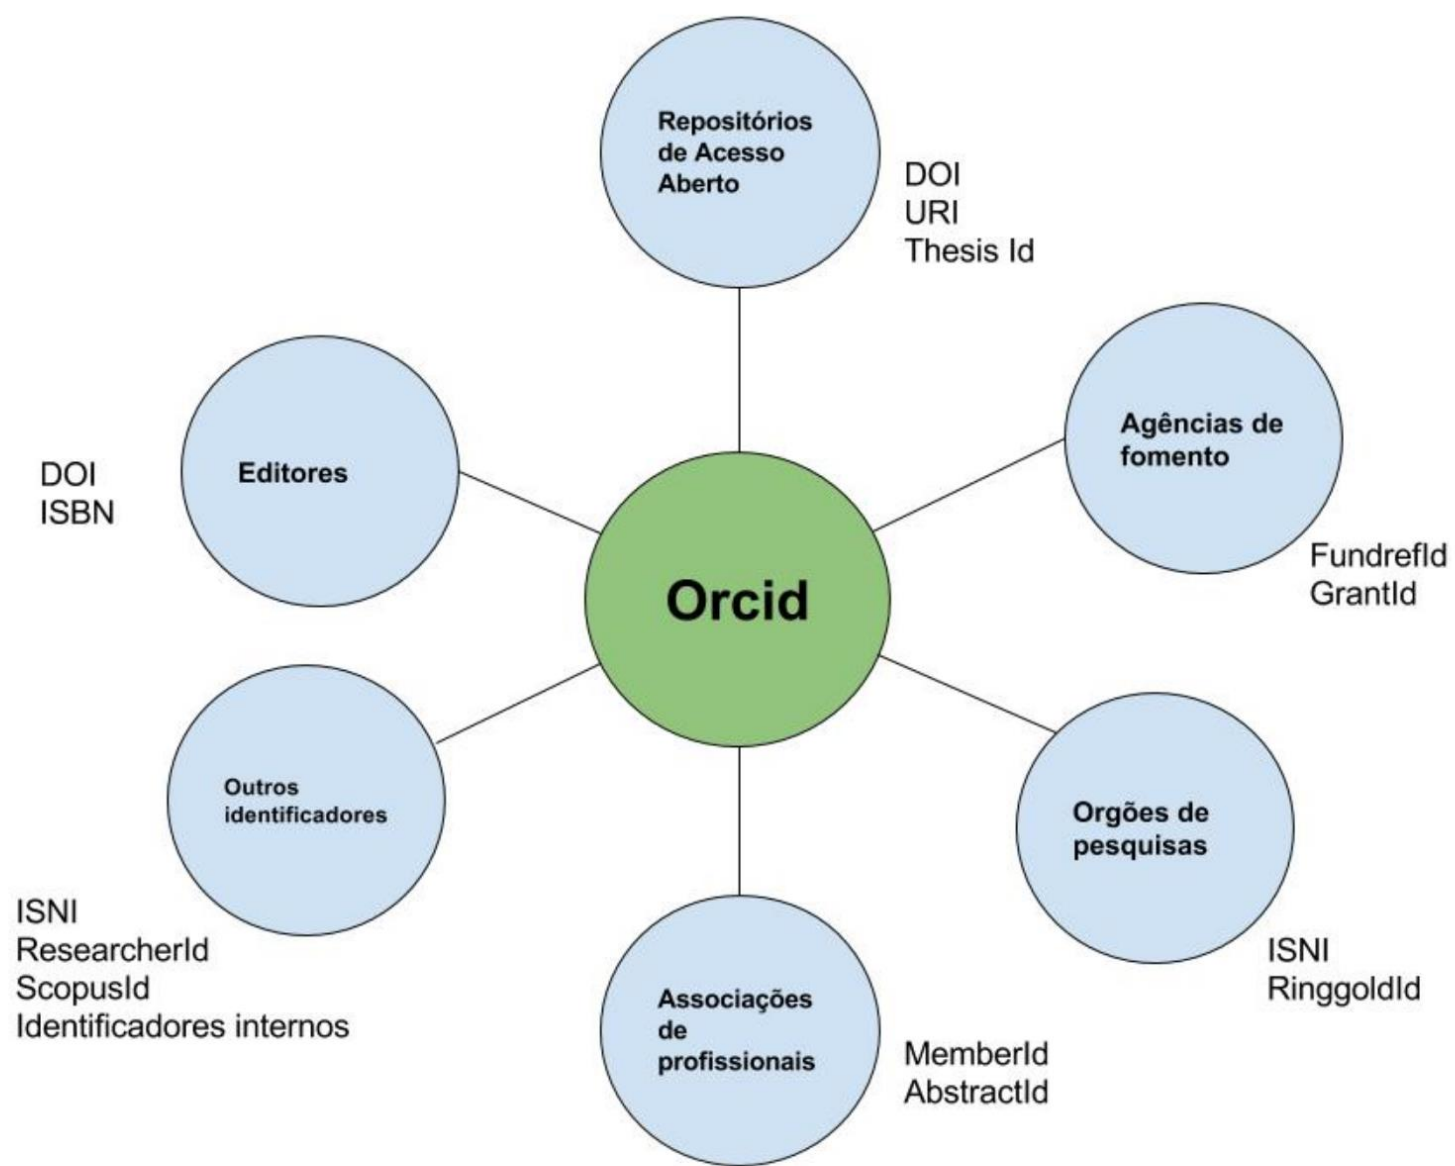 Repositórios
de Acesso
Aberto
DOI
URI
Thesis Id
Agências de
fomento
FundrefId
GrantId
Editores
DOI
ISBN
Orcid
Outros
identificadores
ISNI
ResearcherId
ScopusId
Identificadores internos
Orgões de
pesquisas
ISNI
RinggoldId
Associações
de
profissionais
MemberId
AbstractId